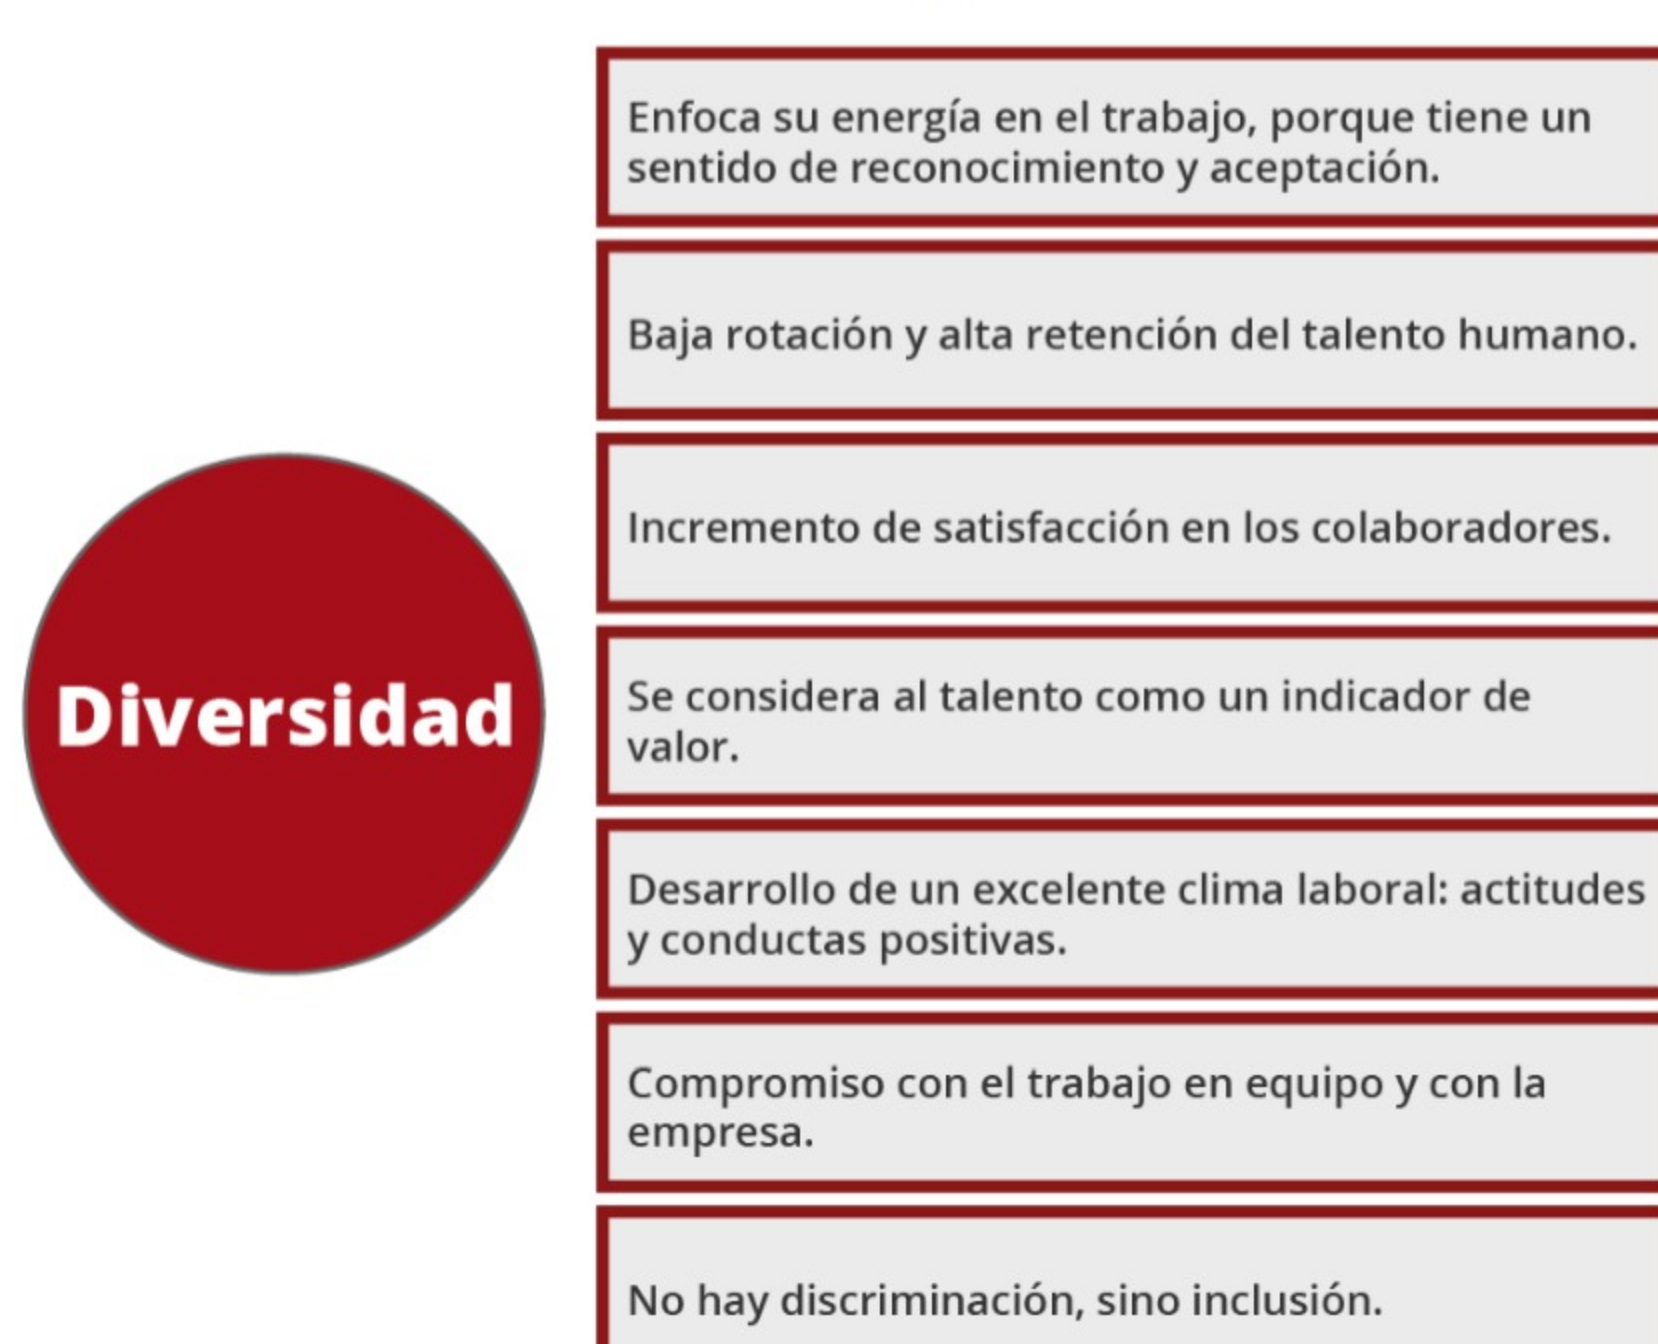 Enfoca su energía en el trabajo, porque tiene un
sentido de reconocimiento y aceptación.
Baja rotación y alta retención del talento humano.
Incremento de satisfacción en los colaboradores.
Diversidad
Se considera al talento como un indicador de
valor.
Desarrollo de un excelente clima laboral: actitudes
y conductas positivas.
Compromiso con el trabajo en equipo y con la
empresa.
No hay discriminación, sino inclusión.